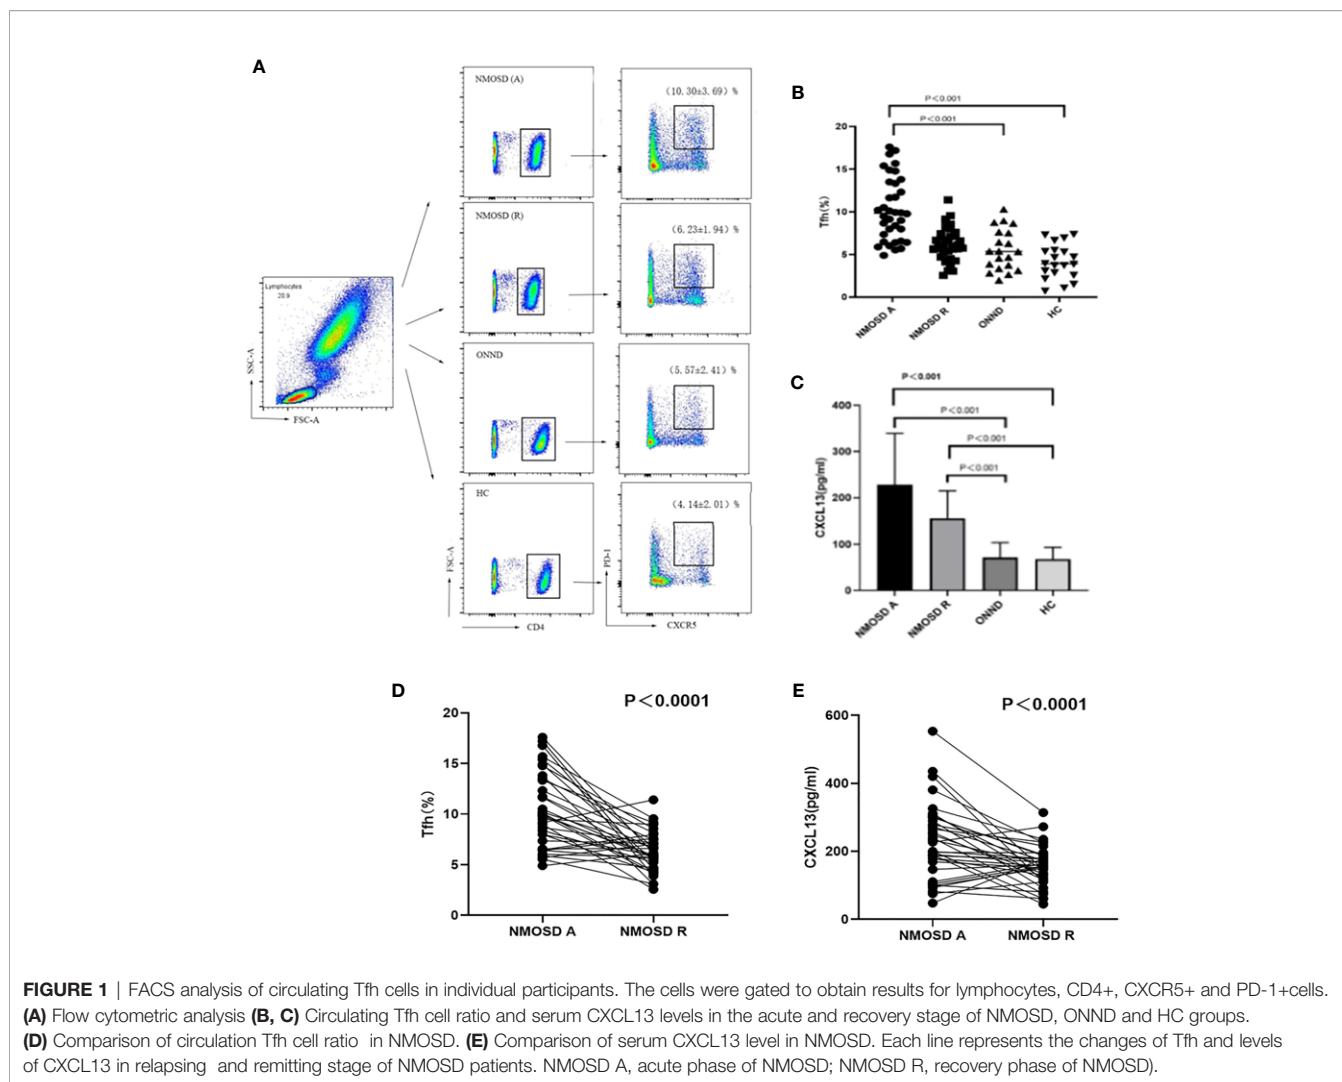 A
NMOSD (A)
(10.30±3.69) %
NMOSD (R)
(6.23±1.94) %
Lymphocytes
20.9
SSC-A
FSC-A
ONND
(5.57±2.41) %
HC
(4.14±2.01) %
FSC-A
CD4
PD-1
CXCR5
B
P<0.001
P<0.001
20
15
10
5
0
Tfh(%)
NMOSD A
NMOSD R
ONND
HC
C
P<0.001
P<0.001
P<0.001
P<0.001
400
300
200
100
0
CXCL13(pg/ml)
NMOSD A
NMOSD R
ONND
HC
D
P<0.0001
20
15
10
5
0
Tfh(%)
NMOSD A
NMOSD R
E
P<0.0001
600
400
200
0
CXCL13(pg/ml)
NMOSD A
NMOSD R
FIGURE 1 | FACS analysis of circulating Tfh cells in individual participants. The cells were gated to obtain results for lymphocytes, CD4+, CXCR5+ and PD-1+cells.
(A) Flow cytometric analysis (B, C) Circulating Tfh cell ratio and serum CXCL13 levels in the acute and recovery stage of NMOSD, ONND and HC groups.
(D) Comparison of circulation Tfh cell ratio in NMOSD. (E) Comparison of serum CXCL13 level in NMOSD. Each line represents the changes of Tfh and levels
of CXCL13 in relapsing and remitting stage of NMOSD patients. NMOSD A, acute phase of NMOSD; NMOSD R, recovery phase of NMOSD).